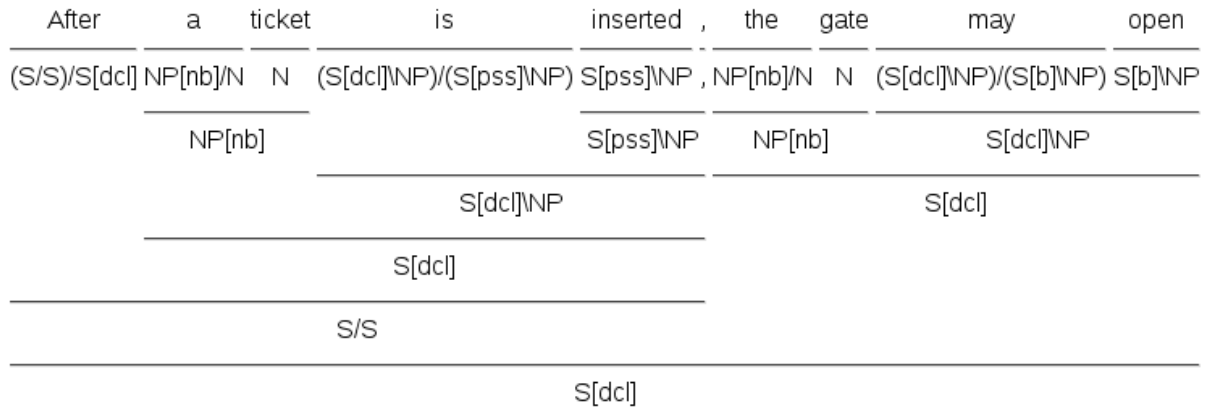 After a ticket is inserted , the gate may open
(S/S)/S[dcl] NP[nb]/N N (S[dcl]\NP)/(S[pss]\NP) S[pss]\NP , NP[nb]/N N (S[dcl]\NP)/(S[b]\NP) S[b]\NP
NP[nb] S[pss]\NP NP[nb] S[dcl]\NP
S[dcl]\NP S[dcl]
S[dcl]
S/S
S[dcl]